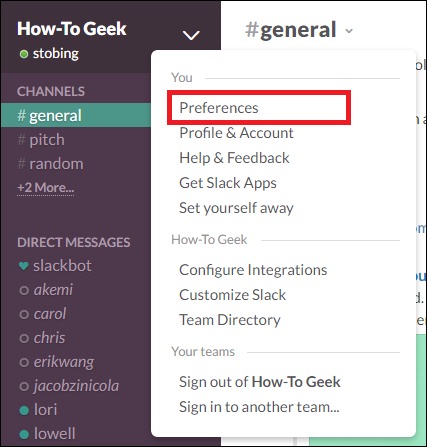 How-To Geek
stobing
CHANNELS
# general
# pitch
# random
+2 More...
DIRECT MESSAGES
slackbot
akemi
carol
chris
erikwang
jacobzinicola
lori
lowell
#general
You
Preferences
Profile & Account
Help & Feedback
Get Slack Apps
Set yourself away
How-To Geek
Configure Integrations
Customize Slack
Team Directory
Your teams
Sign out of How-To Geek
Sign in to another team...